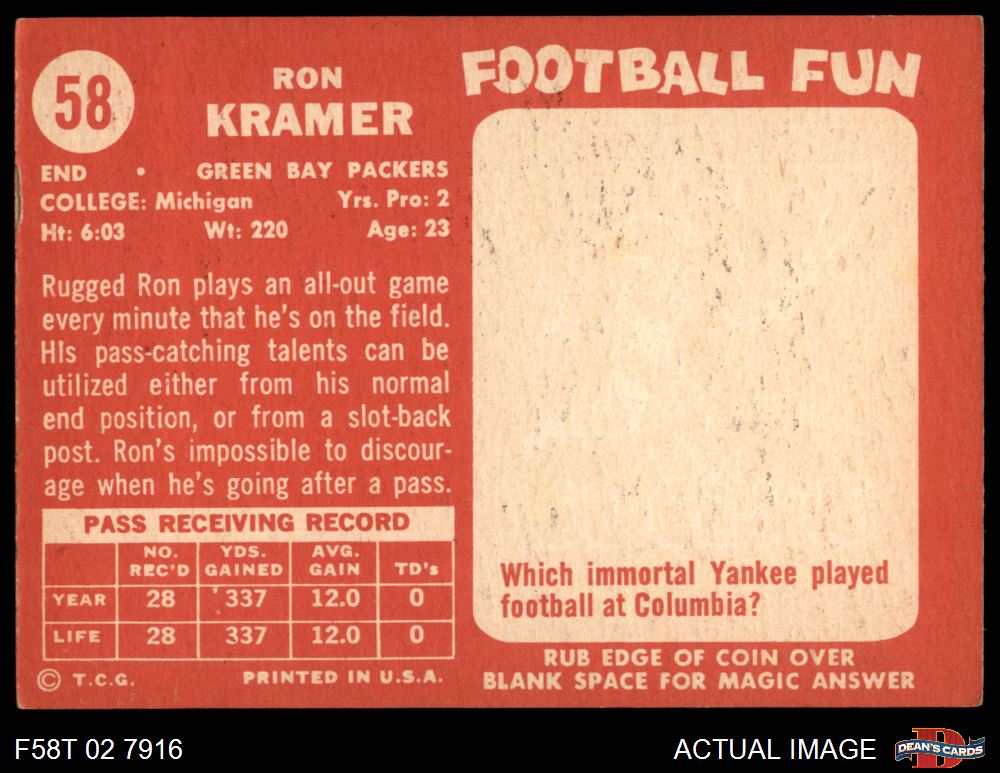 58
RON
KRAMER
END • GREEN BAY PACKERS
COLLEGE: Michigan Yrs. Pro: 2
Ht: 6:03 Wt: 220 Age: 23
Rugged Ron plays an all-out game
every minute that he's on the field.
HIs pass-catching talents can be
utilized either from his normal
end position, or from a slot-back
post. Ron's impossible to discour-
age when he's going after a pass.
PASS RECEIVING RECORD
NO. REC'D YDS. GAINED AVG. GAIN TD's
YEAR 28 337 12.0 0
LIFE 28 337 12.0 0
© T.C.G. PRINTED IN U.S.A.
FOOTBALL FUN
Which immortal Yankee played
football at Columbia?
RUB EDGE OF COIN OVER
BLANK SPACE FOR MAGIC ANSWER
F58T 02 7916
ACTUAL IMAGE
D
DEAN'S CARDS